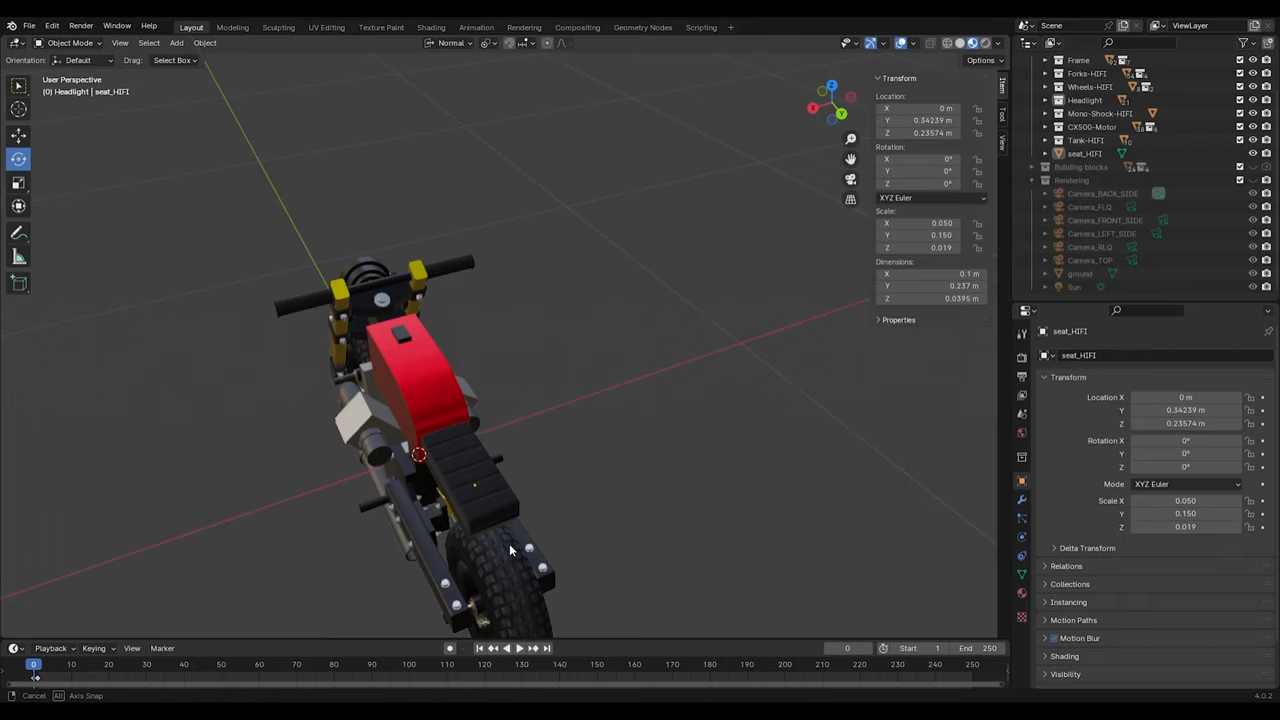 File Edit Render Window Help Layout Modeling Sculpting UV Editing Texture Paint Shading Animation Rendering Compositing Geometry Nodes Scripting + Scene ViewLayer
Object Mode View Select Add Object Normal
Orientation: Default Drag: Select Box Options
User Perspective
(0) Headlight | seat_HIFI
Transform
Location:
X 0 m
Y 0.34239 m
Z 0.23574 m
Rotation:
X 0°
Y 0°
Z 0°
XYZ Euler
Scale:
X 0.050
Y 0.150
Z 0.019
Dimensions:
X 0.1 m
Y 0.237 m
Z 0.0395 m
Properties
Item
Tool
View
X
Y
Z
Frame
Forks-HIFI
Wheels-HIFI
Headlight
Mono-Shock-HIFI
CX500-Motor
Tank-HIFI
seat_HIFI
Building blocks
Rendering
Camera_BACK_SIDE
Camera_FLQ
Camera_FRONT_SIDE
Camera_LEFT_SIDE
Camera_RLQ
Camera_TOP
ground
Sun
seat_HIFI
seat_HIFI
Transform
Location X 0 m
Y 0.34239 m
Z 0.23574 m
Rotation X 0°
Y 0°
Z 0°
Mode XYZ Euler
Scale X 0.050
Y 0.150
Z 0.019
Delta Transform
Relations
Collections
Instancing
Motion Paths
Motion Blur
Shading
Visibility
Playback Keying View Marker 0 Start 1 End 250
0 10 20 30 40 50 60 70 80 90 100 110 120 130 140 150 160 170 180 190 200 210 220 230 240 250
Cancel Alt Axis Snap 4.0.2